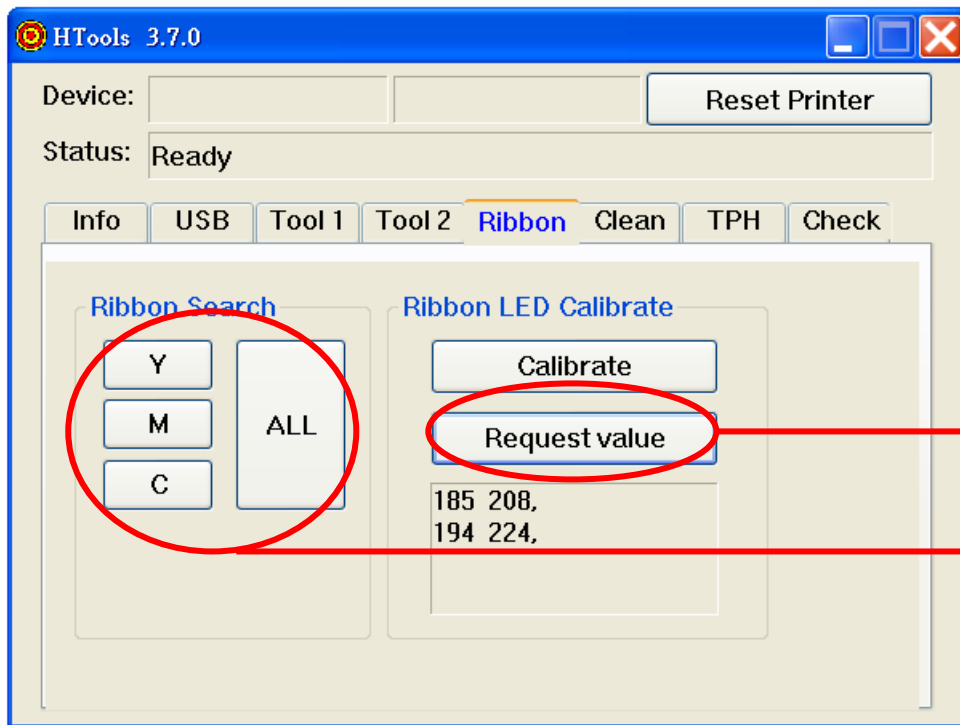 HTools 3.7.0
Device:
Reset Printer
Status: Ready
Info USB Tool 1 Tool 2 Ribbon Clean TPH Check
Ribbon Search
Y
M
C
ALL
Ribbon LED Calibrate
Calibrate
Request value
185 208,
194 224,